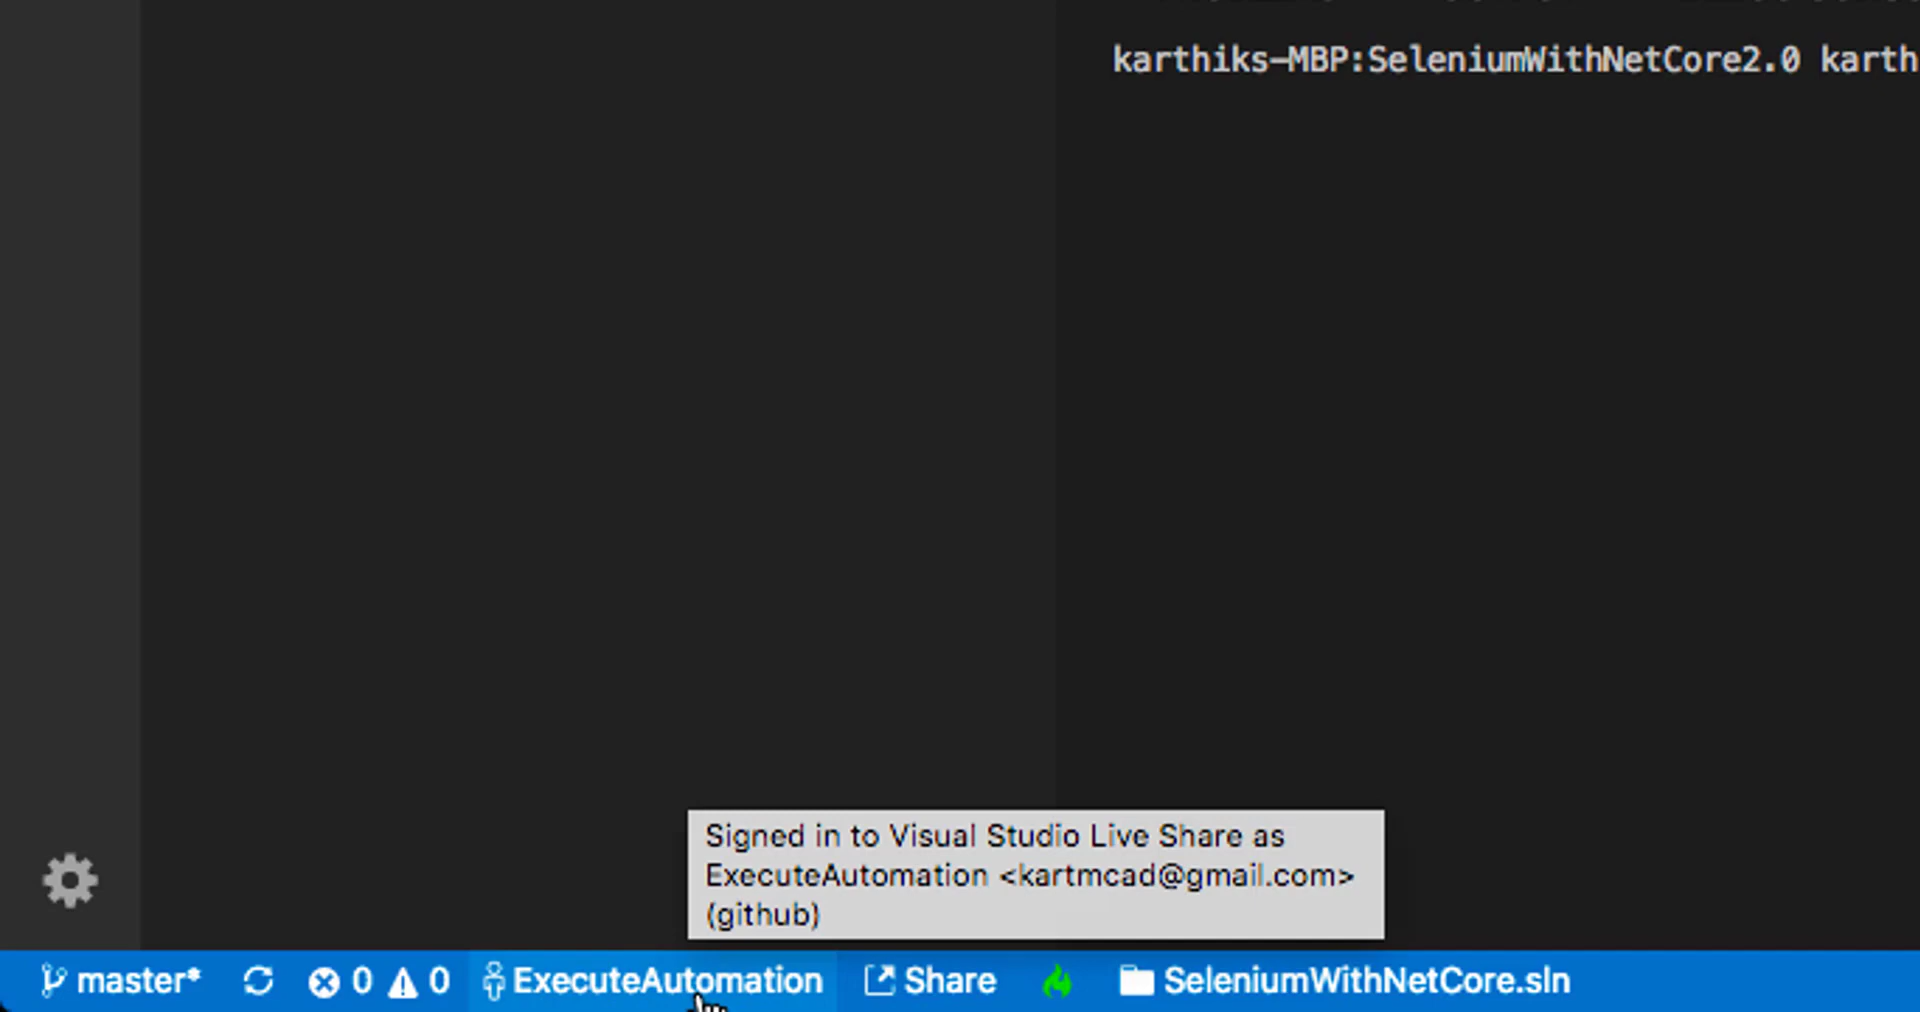 karthiks-MBP:SeleniumWithNetCore2.0 karth
Signed in to Visual Studio Live Share as
ExecuteAutomation <kartmcad@gmail.com>
(github)
master* 0 0 ExecuteAutomation Share SeleniumWithNetCore.sln